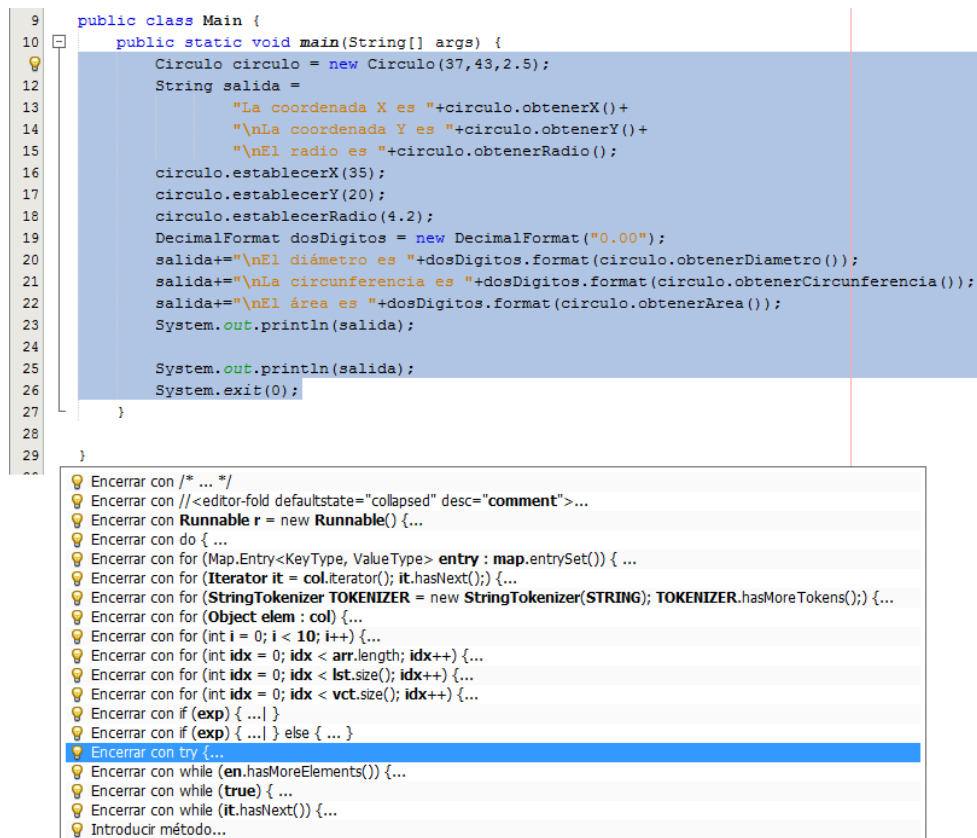 9 public class Main {
10 public static void main(String[] args) {
Circulo circulo = new Circulo(37,43,2.5);
12 String salida =
13 "La coordenada X es "+circulo.obtenerX()+
14 "\nLa coordenada Y es "+circulo.obtenerY()+
15 "\nEl radio es "+circulo.obtenerRadio();
16 circulo.establecerX(35);
17 circulo.establecerY(20);
18 circulo.establecerRadio(4.2);
19 DecimalFormat dosDigitos = new DecimalFormat("0.00");
20 salida+="\nEl diámetro es "+dosDigitos.format(circulo.obtenerDiametro());
21 salida+="\nLa circunferencia es "+dosDigitos.format(circulo.obtenerCircunferencia());
22 salida+="\nEl área es "+dosDigitos.format(circulo.obtenerArea());
23 System.out.println(salida);
24
25 System.out.println(salida);
26 System.exit(0);
27 }
28
29 }
Encerrar con /* ... */
Encerrar con //<editor-fold defaultstate="collapsed" desc="comment">...
Encerrar con Runnable r = new Runnable() {...
Encerrar con do { ...
Encerrar con for (Map.Entry<KeyType, ValueType> entry : map.entrySet()) { ...
Encerrar con for (Iterator it = col.iterator(); it.hasNext();) {...
Encerrar con for (StringTokenizer TOKENIZER = new StringTokenizer(STRING); TOKENIZER.hasMoreTokens();) {...
Encerrar con for (Object elem : col) {...
Encerrar con for (int i = 0; i < 10; i++) {...
Encerrar con for (int idx = 0; idx < arr.length; idx++) {...
Encerrar con for (int idx = 0; idx < lst.size(); idx++) {...
Encerrar con for (int idx = 0; idx < vct.size(); idx++) {...
Encerrar con if (exp) { ...| }
Encerrar con if (exp) { ...| } else { ... }
Encerrar con try {...
Encerrar con while (en.hasMoreElements()) {...
Encerrar con while (true) { ...
Encerrar con while (it.hasNext()) {...
Introducir método...